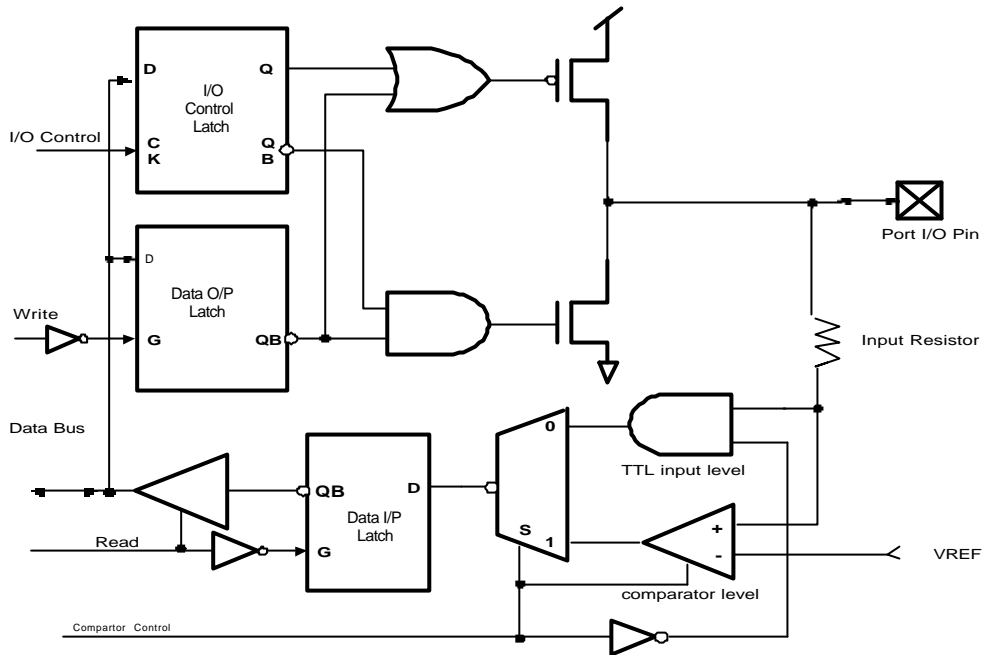 D
Q
I/O
Control
Latch
I/O Control
C
K
Q
B
Port I/O Pin
D
Data O/P
Latch
Write
G
QB
Input Resistor
Data Bus
0
TTL input level
QB
D
Data I/P
Latch
S
1
+
-
Read
G
VREF
comparator level
Compartor Control